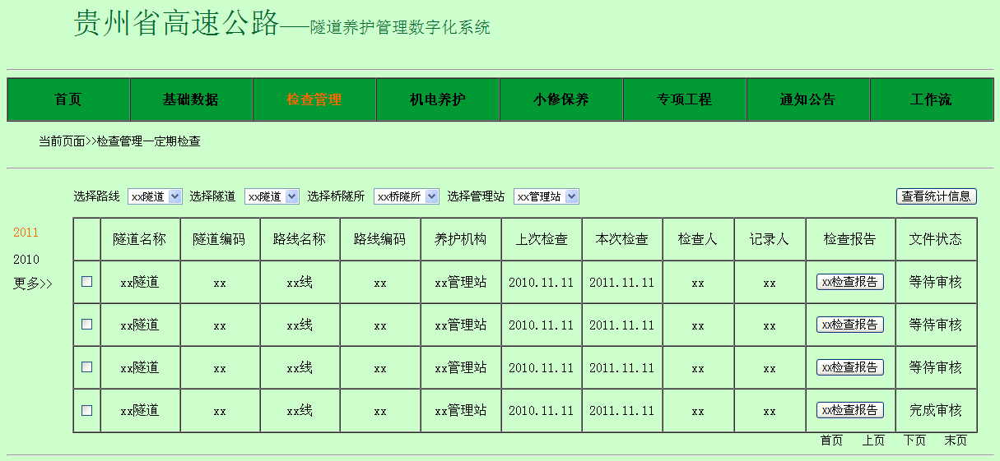 贵州省高速公路——隧道养护管理数字化系统
首页 基础数据 检查管理 机电养护 小修保养 专项工程 通知公告 工作流
当前页面>>检查管理—定期检查
选择路线 xx隧道 选择隧道 xx隧道 选择桥隧所 xx桥隧所 选择管理站 xx管理站 查看统计信息
2011
2010
更多>>
隧道名称 隧道编码 路线名称 路线编码 养护机构 上次检查 本次检查 检查人 记录人 检查报告 文件状态
xx隧道 xx xx线 xx xx管理站 2010.11.11 2011.11.11 xx xx xx检查报告 等待审核
xx隧道 xx xx线 xx xx管理站 2010.11.11 2011.11.11 xx xx xx检查报告 等待审核
xx隧道 xx xx线 xx xx管理站 2010.11.11 2011.11.11 xx xx xx检查报告 等待审核
xx隧道 xx xx线 xx xx管理站 2010.11.11 2011.11.11 xx xx xx检查报告 完成审核
首页 上页 下页 末页